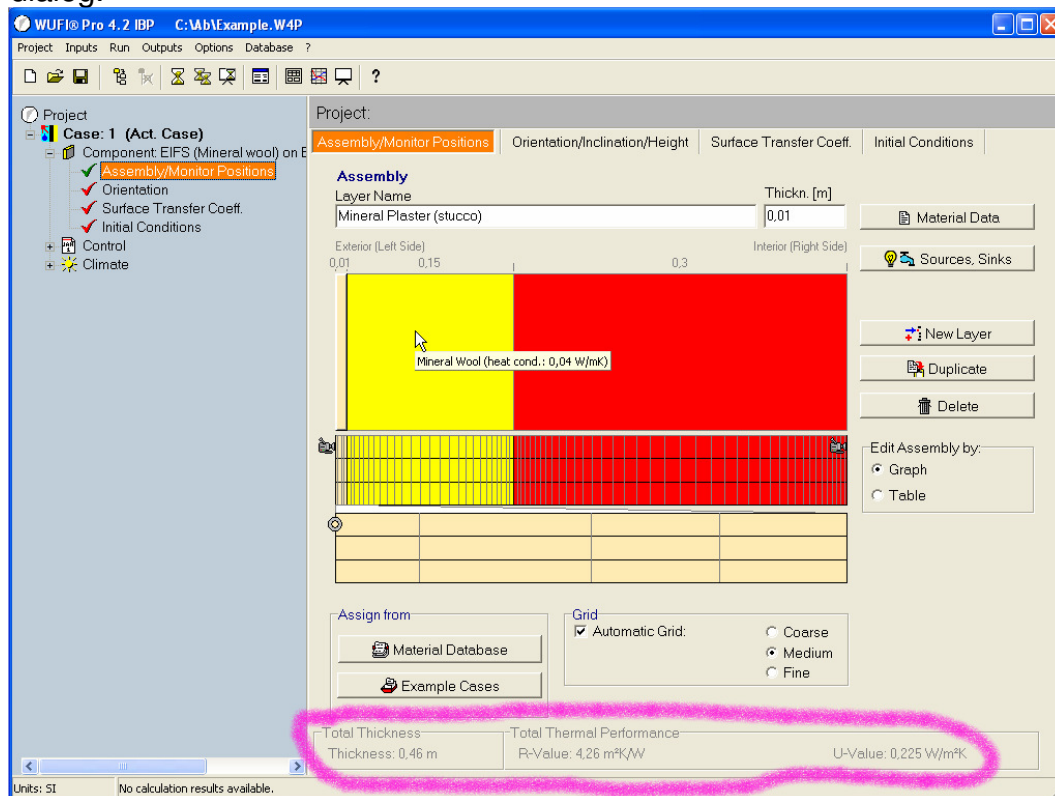 dialog.
WUFI® Pro 4.2 IBP C:\Ab\Example.W4P
Project Inputs Run Outputs Options Database ?
?
Project
Case: 1 (Act. Case)
Component: EIFS (Mineral wool) on E
Assembly/Monitor Positions
Orientation
Surface Transfer Coeff.
Initial Conditions
Control
Climate
Project:
Assembly/Monitor Positions Orientation/Inclination/Height Surface Transfer Coeff. Initial Conditions
Assembly
Layer Name Thickn. [m]
Mineral Plaster (stucco) 0,01
Material Data
Exterior (Left Side) Interior (Right Side)
0,01 0,15 0,3
Sources, Sinks
New Layer
Mineral Wool (heat cond.: 0,04 W/mK)
Duplicate
Delete
Edit Assembly by:
Graph
Table
Assign from
Material Database
Example Cases
Grid
Automatic Grid:
Coarse
Medium
Fine
Total Thickness
Thickness: 0,46 m
Total Thermal Performance
R-Value: 4,26 m²K/W U-Value: 0,225 W/m²K
Units: SI No calculation results available.